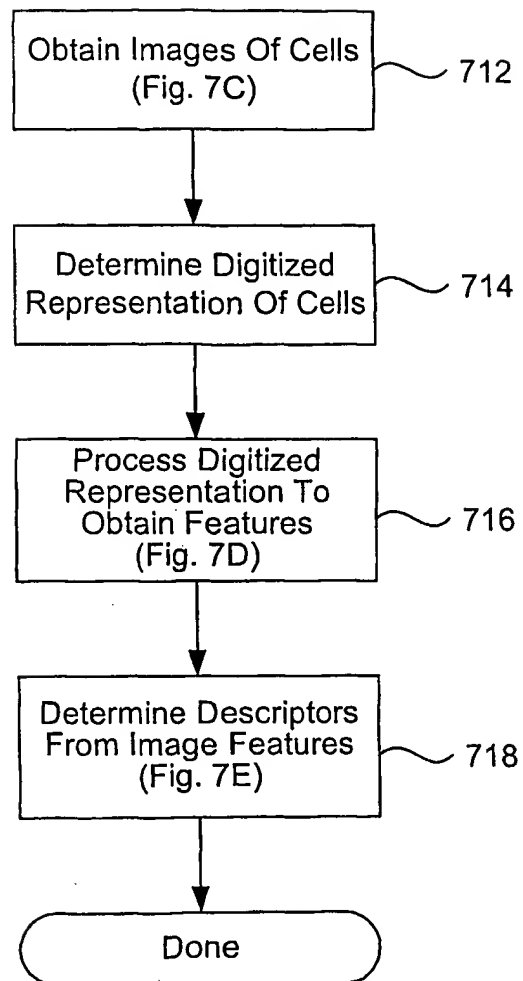 Obtain Images Of Cells
(Fig. 7C)
712
Determine Digitized
Representation Of Cells
714
Process Digitized
Representation To
Obtain Features
(Fig. 7D)
716
Determine Descriptors
From Image Features
(Fig. 7E)
718
Done